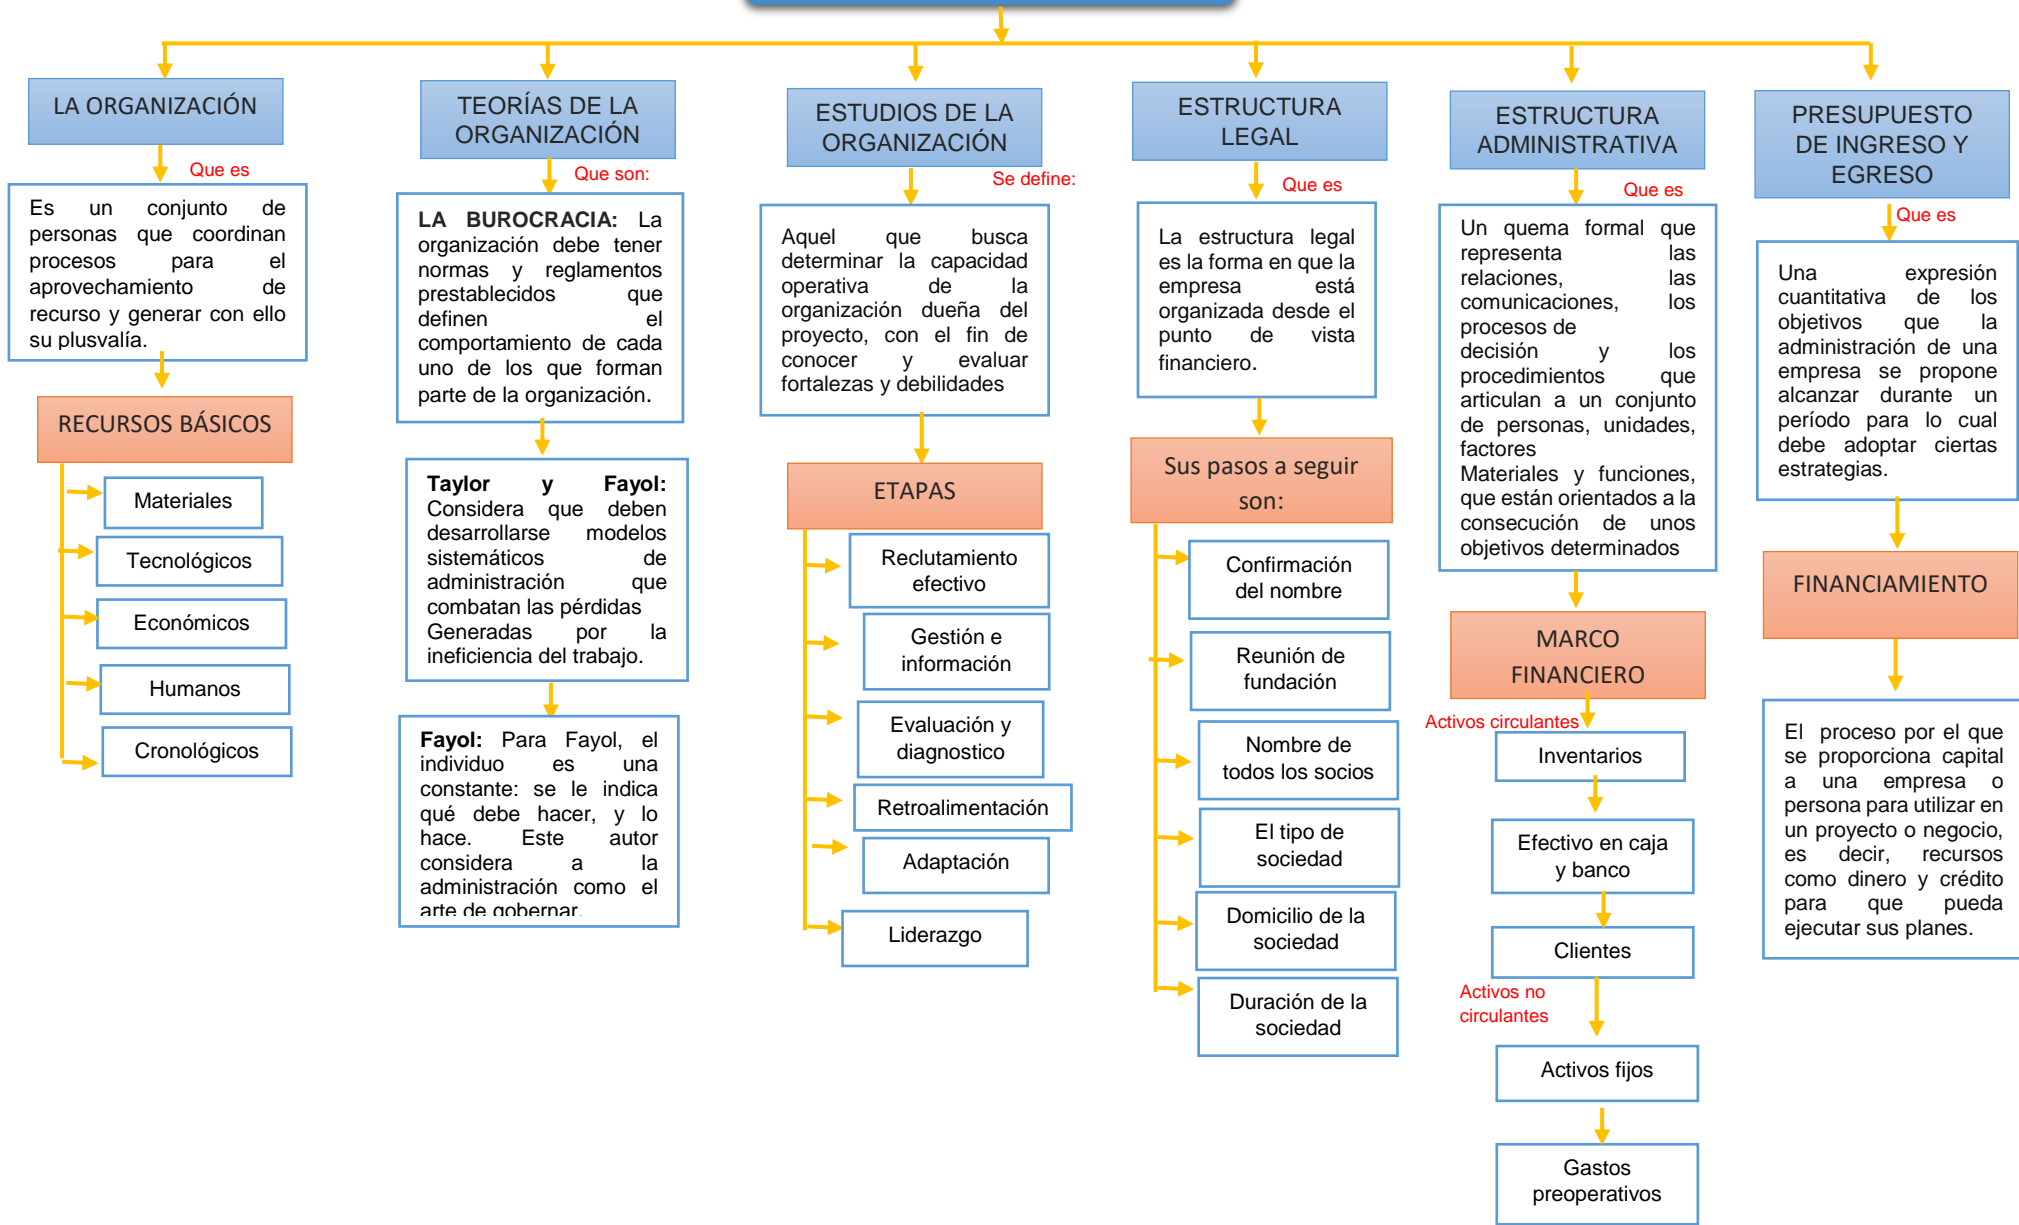 LA ORGANIZACIÓN
Que es
Es un conjunto de
personas que coordinan
procesos para el
aprovechamiento de
recurso y generar con ello
su plusvalía.
RECURSOS BÁSICOS
Materiales
Tecnológicos
Económicos
Humanos
Cronológicos
TEORÍAS DE LA
ORGANIZACIÓN
Que son:
LA BUROCRACIA: La
organización debe tener
normas y reglamentos
prestablecidos que
definen el
comportamiento de cada
uno de los que forman
parte de la organización.
Taylor y Fayol:
Considera que deben
desarrollarse modelos
sistemáticos de
administración que
combatan las pérdidas
Generadas por la
ineficiencia del trabajo.
Fayol: Para Fayol, el
individuo es una
constante: se le indica
qué debe hacer, y lo
hace. Este autor
considera a la
administración como el
arte de gobernar.
ESTUDIOS DE LA
ORGANIZACIÓN
Se define:
Aquel que busca
determinar la capacidad
operativa de la
organización dueña del
proyecto, con el fin de
conocer y evaluar
fortalezas y debilidades
ETAPAS
Reclutamiento
efectivo
Gestión e
información
Evaluación y
diagnostico
Retroalimentación
Adaptación
Liderazgo
ESTRUCTURA
LEGAL
Que es
La estructura legal
es la forma en que la
empresa está
organizada desde el
punto de vista
financiero.
Sus pasos a seguir
son:
Confirmación
del nombre
Reunión de
fundación
Nombre de
todos los socios
El tipo de
sociedad
Domicilio de la
sociedad
Duración de la
sociedad
ESTRUCTURA
ADMINISTRATIVA
Que es
Un quema formal que
representa las
relaciones, las
comunicaciones, los
procesos de
decisión y los
procedimientos que
articulan a un conjunto
de personas, unidades,
factores
Materiales y funciones,
que están orientados a la
consecución de unos
objetivos determinados
MARCO
FINANCIERO
Activos circulantes
Inventarios
Efectivo en caja
y banco
Clientes
Activos no
circulantes
Activos fijos
Gastos
preoperativos
PRESUPUESTO
DE INGRESO Y
EGRESO
Que es
Una expresión
cuantitativa de los
objetivos que la
administración de una
empresa se propone
alcanzar durante un
período para lo cual
debe adoptar ciertas
estrategias.
FINANCIAMIENTO
El proceso por el que
se proporciona capital
a una empresa o
persona para utilizar en
un proyecto o negocio,
es decir, recursos
como dinero y crédito
para que pueda
ejecutar sus planes.